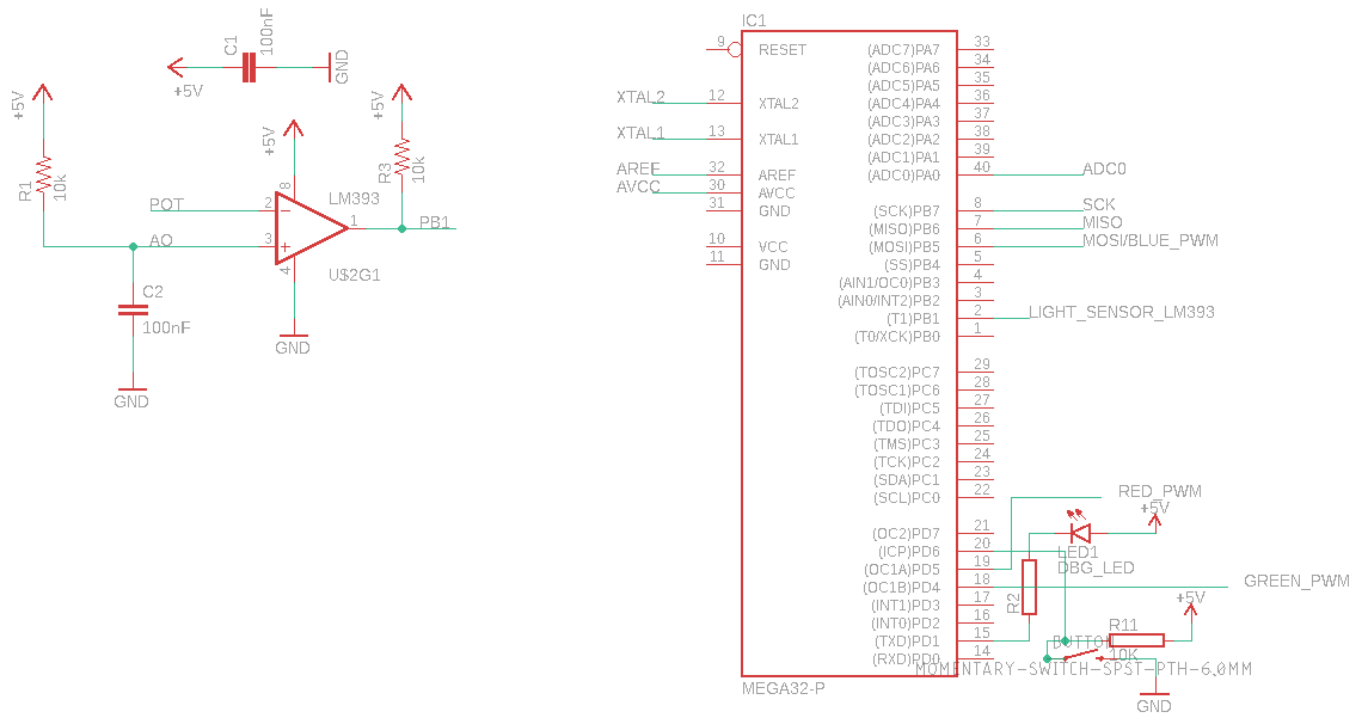 C1
100nF
+5V
GND
+5V
R1
10k
POT
AO
C2
100nF
GND
+5V
8
2
3
4
1
LM393
U$2G1
GND
+5V
R3
10k
PB1
IC1
9 RESET
XTAL2 12 XTAL2
XTAL1 13 XTAL1
AREF 32 AREF
AVCC 30 AVCC
31 GND
10 VCC
11 GND
(ADC7)PA7 33
(ADC6)PA6 34
(ADC5)PA5 35
(ADC4)PA4 36
(ADC3)PA3 37
(ADC2)PA2 38
(ADC1)PA1 39
(ADC0)PA0 40 ADC0
(SCK)PB7 8 SCK
(MISO)PB6 7 MISO
(MOSI)PB5 6 MOSI/BLUE_PWM
(SS)PB4 5
(AIN1/OC0)PB3 4
(AIN0/INT2)PB2 3
(T1)PB1 2 LIGHT_SENSOR_LM393
(T0/XCK)PB0 1
(TOSC2)PC7 29
(TOSC1)PC6 28
(TDI)PC5 27
(TDO)PC4 26
(TMS)PC3 25
(TCK)PC2 24
(SDA)PC1 23
(SCL)PC0 22
(OC2)PD7 21
(ICP)PD6 20
(OC1A)PD5 19
(OC1B)PD4 18
(INT1)PD3 17
(INT0)PD2 16
(TXD)PD1 15
(RXD)PD0 14
MEGA32-P
RED_PWM
+5V
LED1
DBG_LED
GREEN_PWM
R2
+5V
R11
10K
MOMENTARY-SWITCH-SPST-PTH-6.0MM
GND